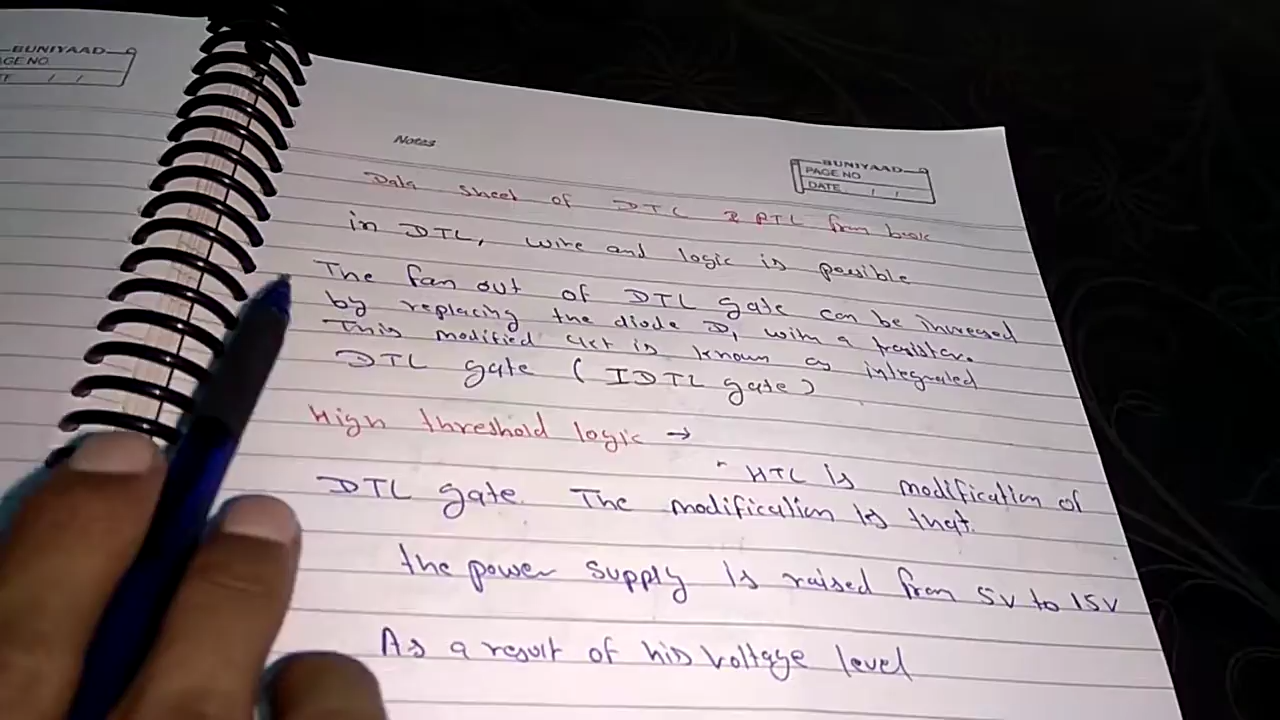 BUNIYAAD
GE NO.
Notes
BUNIYAAD
PAGE NO
DATE / /
Data sheet of DTL & RTL from book
in DTL, wire and logic is possible
The fan out of DTL gate can be incresed
by replacing the diode D1 with a transistor.
This modified ckt is known as integrated
DTL gate ( IDTL gate )
High threshold logic →
HTL is modification of
DTL gate. The modification is that.
the power supply is raised from 5V to 15V
As a result of his voltage level